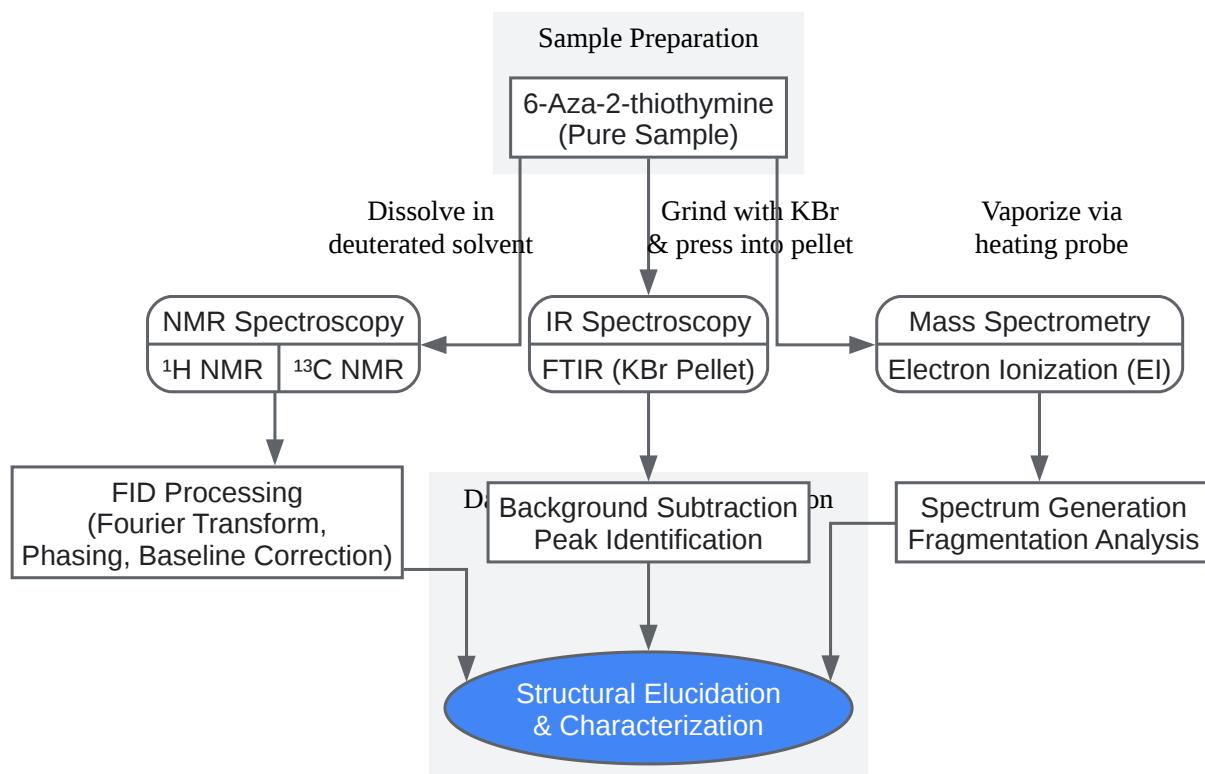 Sample Preparation
6-Aza-2-thiothymine
(Pure Sample)
Dissolve in
deuterated solvent
Grind with KBr
& press into pellet
Vaporize via
heating probe
NMR Spectroscopy
¹H NMR
¹³C NMR
IR Spectroscopy
FTIR (KBr Pellet)
Mass Spectrometry
Electron Ionization (EI)
FID Processing
(Fourier Transform,
Phasing, Baseline Correction)
Background Subtraction
Peak Identification
Spectrum Generation
Fragmentation Analysis
Structural Elucidation
& Characterization